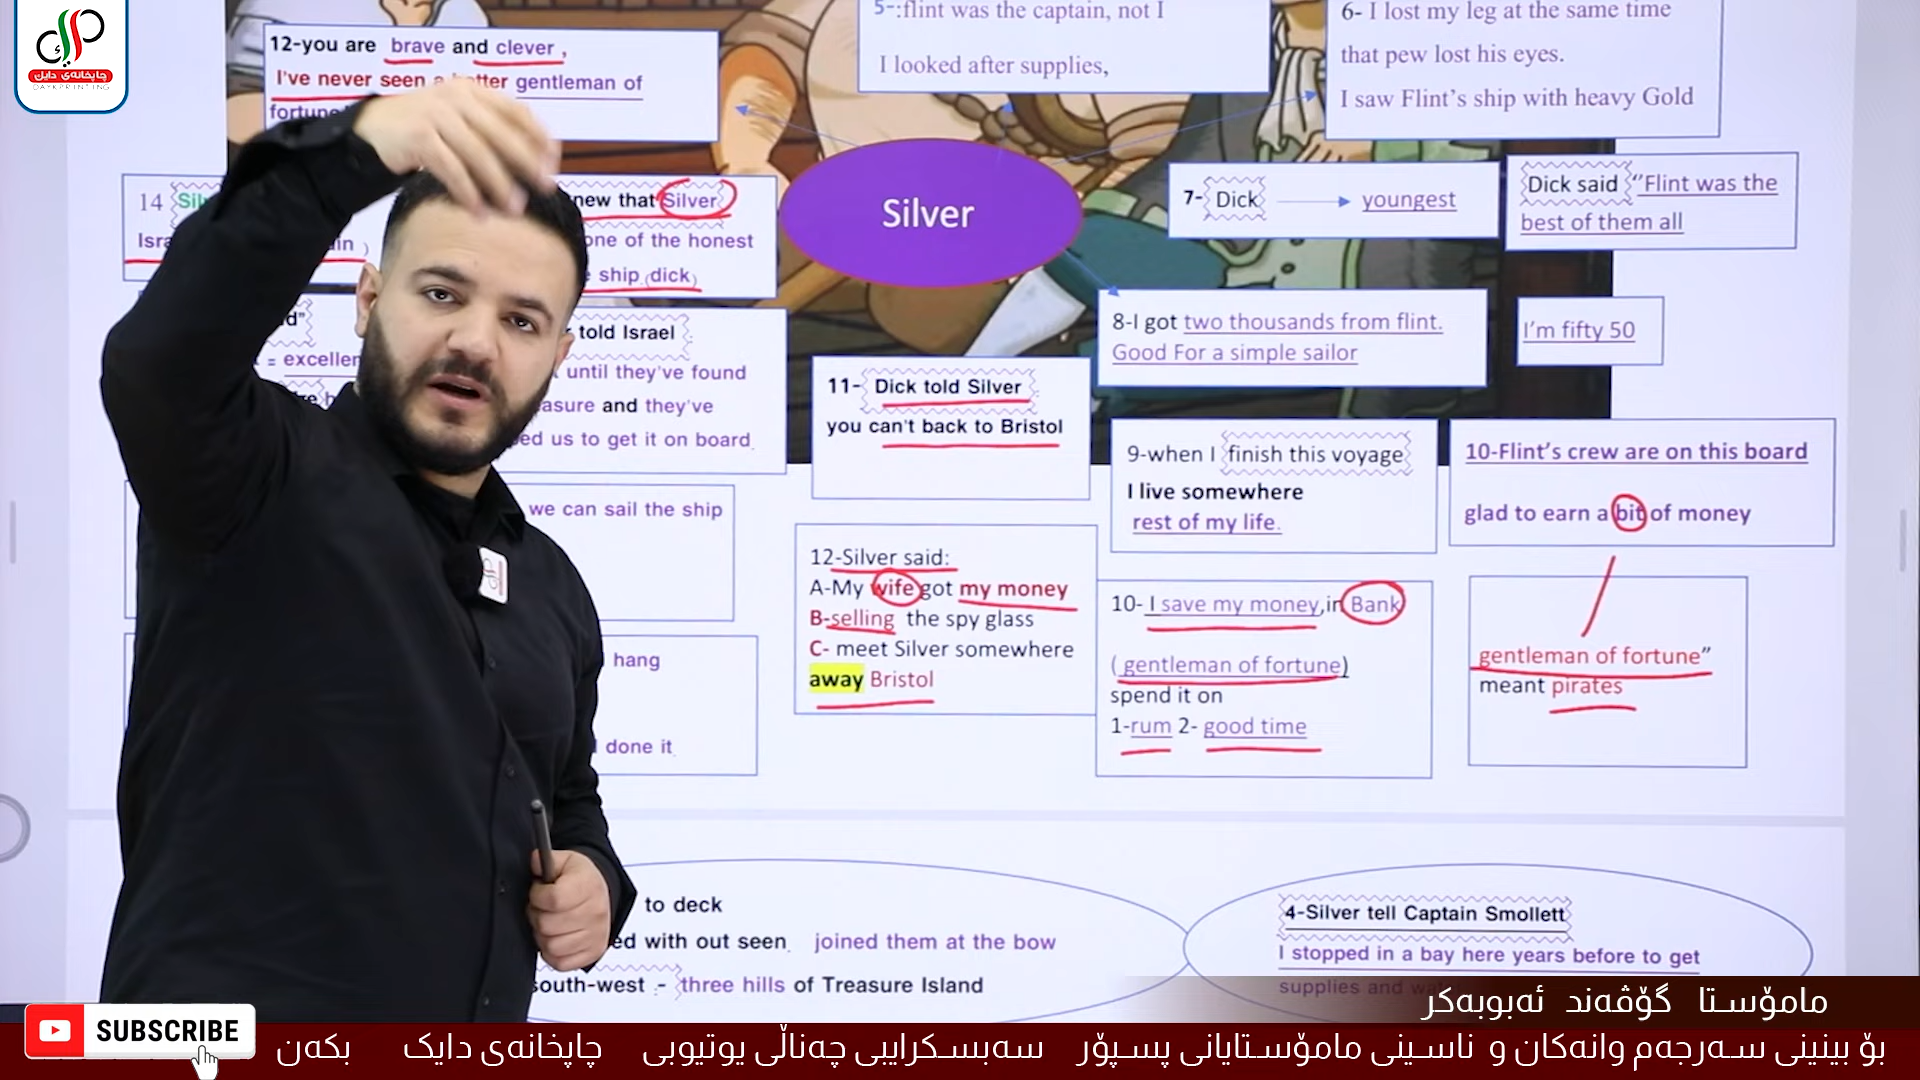 چاپخانەی دایک
DAYKPRINTING
12-you are brave and clever ,
I've never seen a better gentleman of
fortune
5-:flint was the captain, not I
I looked after supplies,
6- I lost my leg at the same time
that pew lost his eyes.
I saw Flint's ship with heavy Gold
14
new that Silver
one of the honest
ship (dick)
Silver
7- Dick youngest
Dick said "Flint was the
best of them all
8-I got two thousands from flint.
Good For a simple sailor
I'm fifty 50
= excellen
told Israel
until they've found
and they've
us to get it on board
11- Dick told Silver
you can't back to Bristol
9-when I finish this voyage
I live somewhere
rest of my life.
10-Flint's crew are on this board
glad to earn a bit of money
we can sail the ship
12-Silver said:
A-My wife got my money
B-selling the spy glass
C- meet Silver somewhere
away Bristol
10- I save my money,in Bank
( gentleman of fortune)
spend it on
1-rum 2- good time
gentleman of fortune"
meant pirates
hang
done it
to deck
with out seen joined them at the bow
south-west - three hills of Treasure Island
4-Silver tell Captain Smollett
I stopped in a bay here years before to get
supplies and
مامۆستا گۆڤەند ئەبوبەکر
SUBSCRIBE
بۆ بینینی سەرجەم وانەکان و ناسینی مامۆستایانی پسپۆر سەبسکرایبی چەناڵی یوتیوبی چاپخانەی دایک بکەن